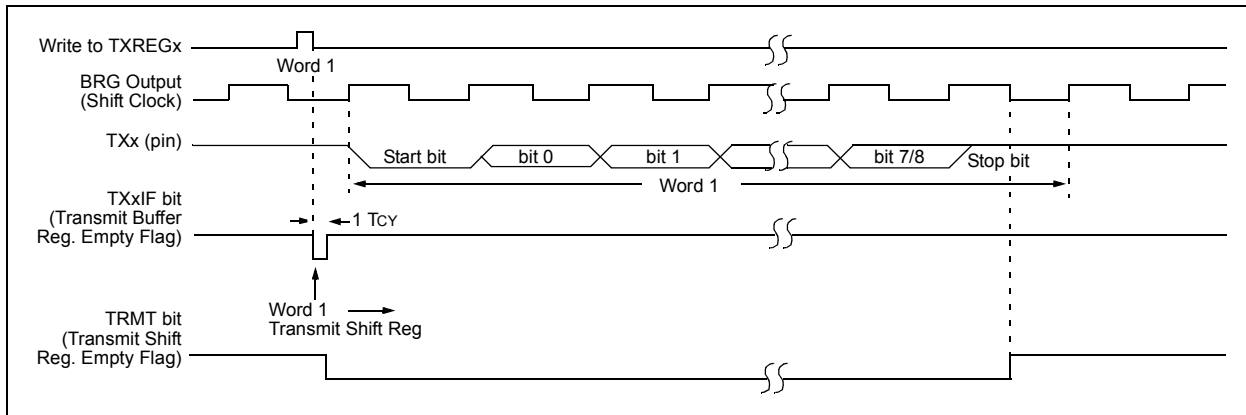 Write to TXREGx
Word 1
BRG Output
(Shift Clock)
TXx (pin)
Start bit
bit 0
bit 1
bit 7/8
Stop bit
Word 1
TXxIF bit
(Transmit Buffer
Reg. Empty Flag)
1 TCY
Word 1
Transmit Shift Reg
TRMT bit
(Transmit Shift
Reg. Empty Flag)